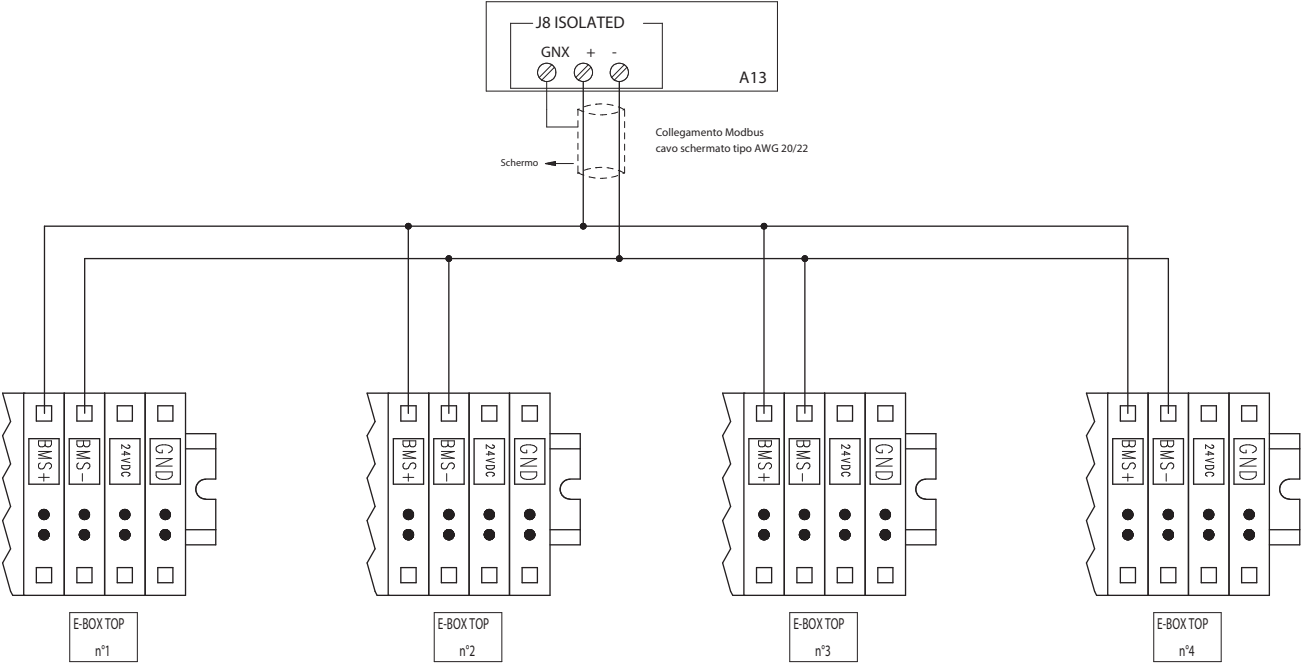 J8 ISOLATED
GNX + -
A13
Collegamento Modbus
cavo schermato tipo AWG 20/22
Schermo
BMS+ BMS- 24VDC GND
BMS+ BMS- 24VDC GND
BMS+ BMS- 24VDC GND
BMS+ BMS- 24VDC GND
E-BOX TOP
n°1
E-BOX TOP
n°2
E-BOX TOP
n°3
E-BOX TOP
n°4